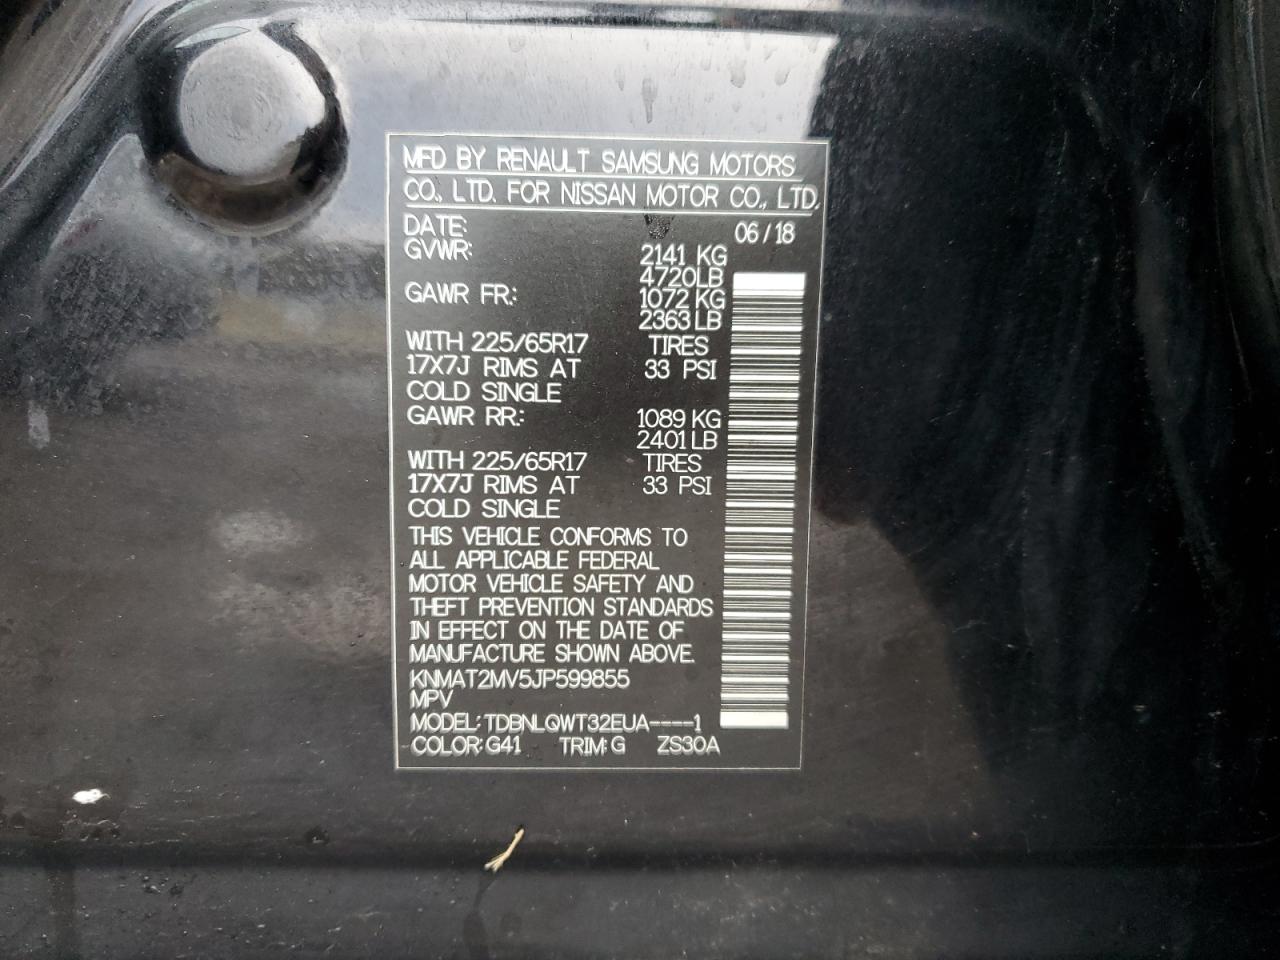 MFD BY RENAULT SAMSUNG MOTORS
CO., LTD. FOR NISSAN MOTOR CO., LTD.
DATE: 06/18
GVWR: 2141 KG
4720LB
GAWR FR.: 1072 KG
2363LB
WITH 225/65R17 TIRES
17X7J RIMS AT 33 PSI
COLD SINGLE
GAWR RR.: 1089 KG
2401LB
WITH 225/65R17 TIRES
17X7J RIMS AT 33 PSI
COLD SINGLE
THIS VEHICLE CONFORMS TO
ALL APPLICABLE FEDERAL
MOTOR VEHICLE SAFETY AND
THEFT PREVENTION STANDARDS
IN EFFECT ON THE DATE OF
MANUFACTURE SHOWN ABOVE.
KNMAT2MV5JP599855
MPV
MODEL: TDBNLQWT32EUA----1
COLOR: G41 TRIM: G ZS30A